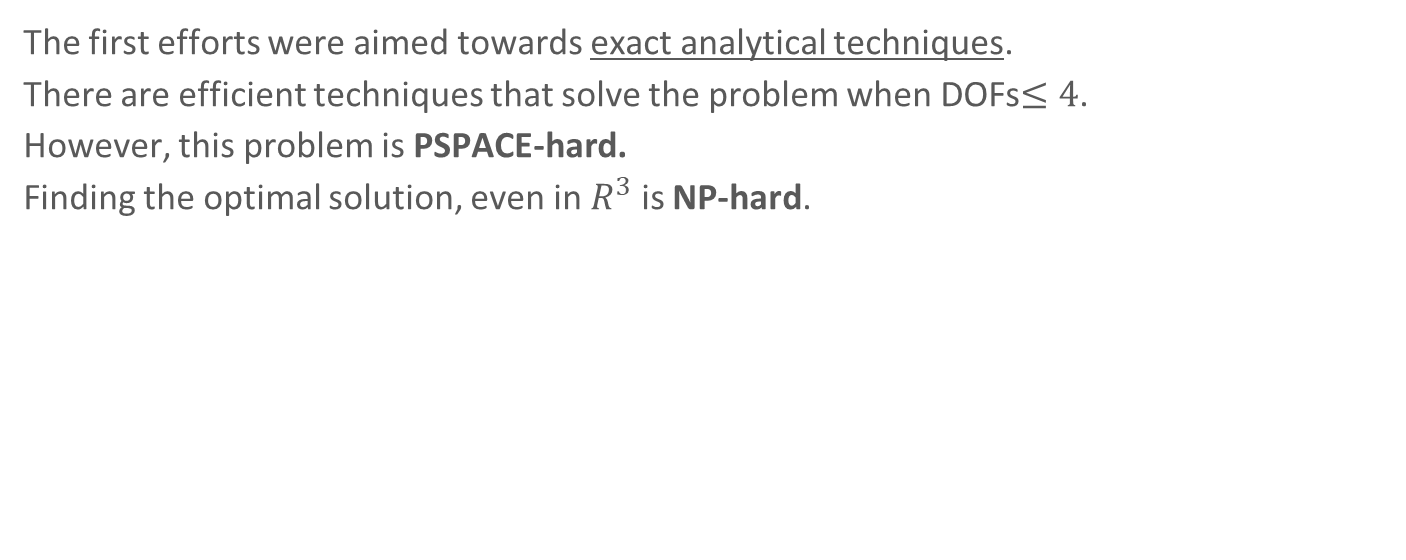 The first efforts were aimed towards exact analytical techniques.
There are efficient techniques that solve the problem when DOFs≤ 4.
However, this problem is PSPACE-hard.
Finding the optimal solution, even in R³ is NP-hard.